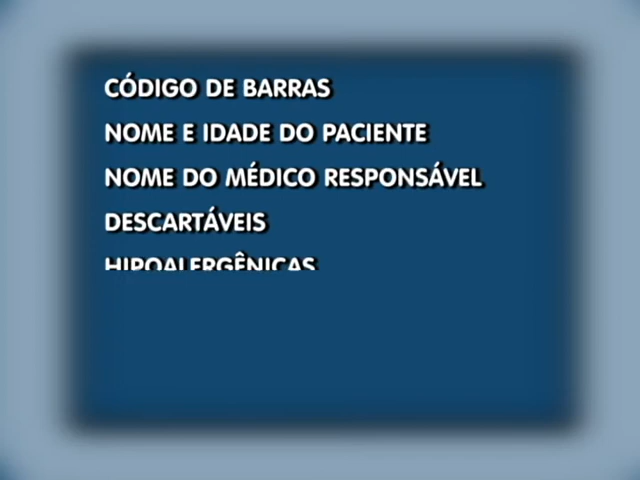 CÓDIGO DE BARRAS
NOME E IDADE DO PACIENTE
NOME DO MÉDICO RESPONSÁVEL
DESCARTÁVEIS
HIPOALERGÊNICAS